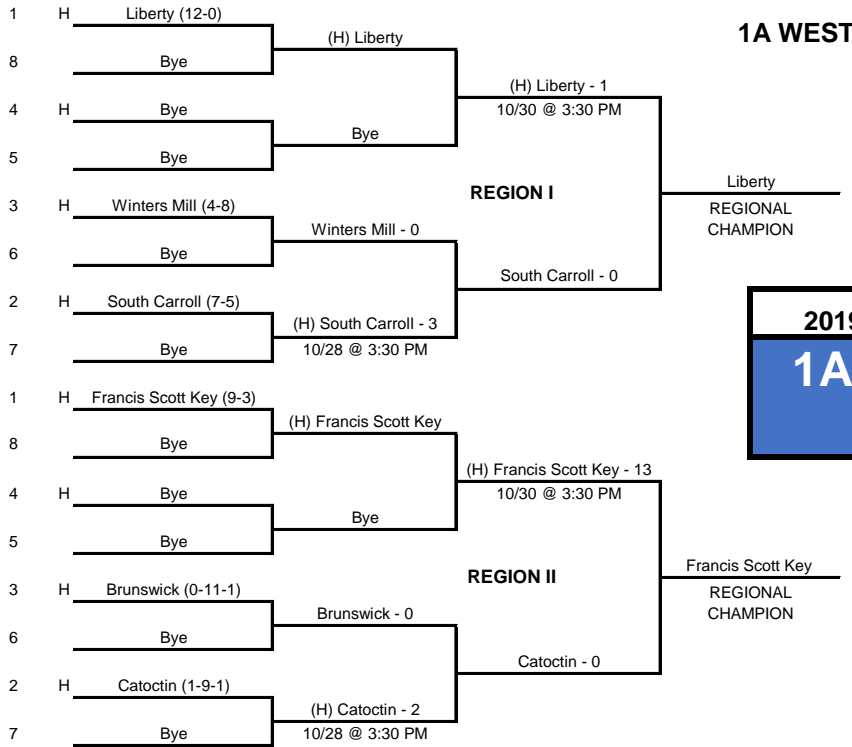 1 H Liberty (12-0)
8 Bye
(H) Liberty
4 H Bye
5 Bye
Bye
(H) Liberty - 1
10/30 @ 3:30 PM
3 H Winters Mill (4-8)
6 Bye
Winters Mill - 0
2 H South Carroll (7-5)
7 Bye
(H) South Carroll - 3
10/28 @ 3:30 PM
South Carroll - 0
REGION I
Liberty
REGIONAL
CHAMPION
1A WEST
2019
1A
1 H Francis Scott Key (9-3)
8 Bye
(H) Francis Scott Key
4 H Bye
5 Bye
Bye
(H) Francis Scott Key - 13
10/30 @ 3:30 PM
3 H Brunswick (0-11-1)
6 Bye
Brunswick - 0
2 H Catoctin (1-9-1)
7 Bye
(H) Catoctin - 2
10/28 @ 3:30 PM
Catoctin - 0
REGION II
Francis Scott Key
REGIONAL
CHAMPION